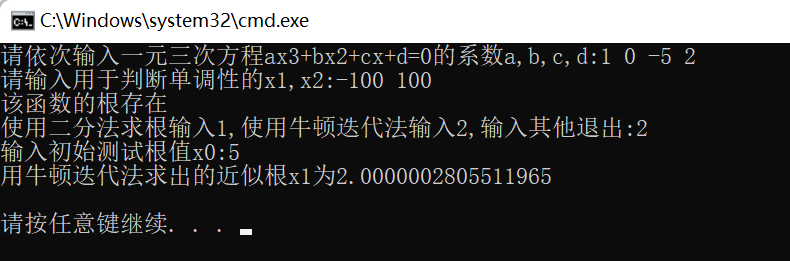 C:\Windows\system32\cmd.exe
请依次输入一元三次方程ax3+bx2+cx+d=0的系数a,b,c,d:1 0 -5 2
请输入用于判断单调性的x1,x2:-100 100
该函数的根存在
使用二分法求根输入1,使用牛顿迭代法输入2,输入其他退出:2
输入初始测试根值x0:5
用牛顿迭代法求出的近似根x1为2.0000002805511965
请按任意键继续. . .